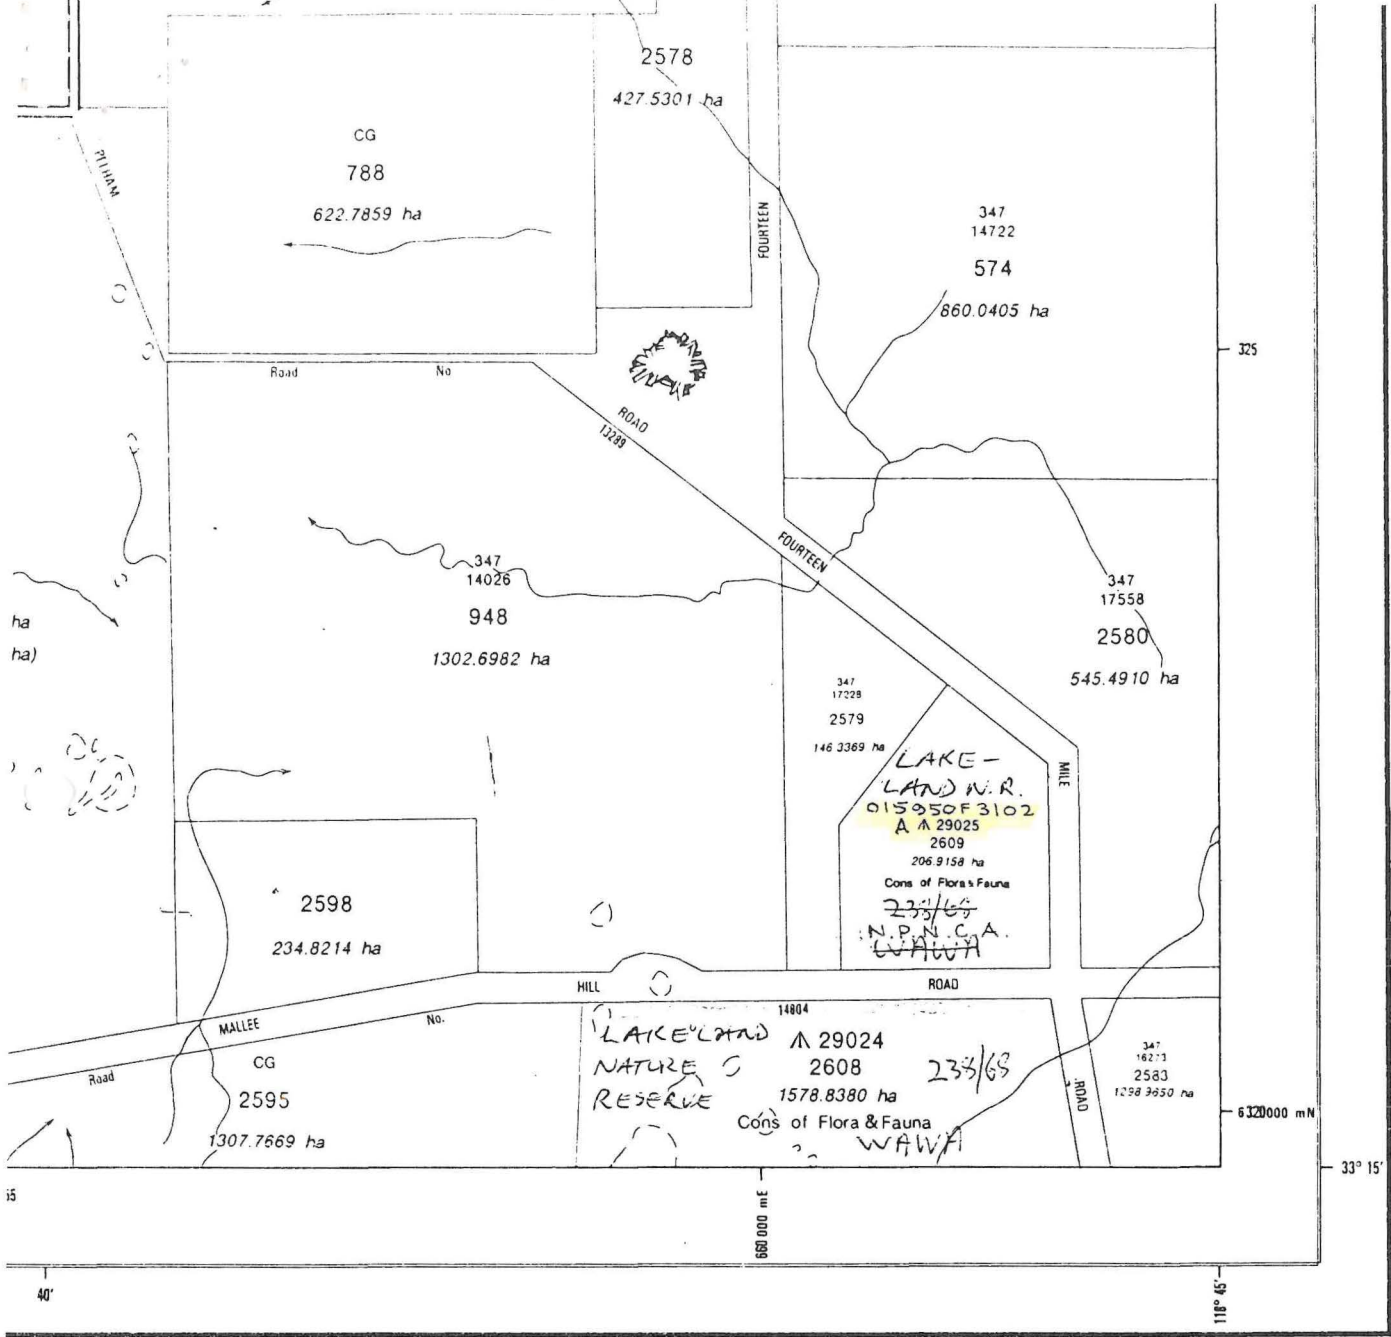 2578
427.5301 ha
CG
788
622.7859 ha
PELHAM
FOURTEEN
347
14722
574
860.0405 ha
325
Road No
ROAD
13289
FOURTEEN
347
14026
948
1302.6982 ha
347
17558
2580
545.4910 ha
ha
ha)
347
17228
2579
146.3369 ha
MILE
LAKE-
LAND N.R.
015950F3102
A 29025
2609
206.9158 ha
Cons of Flora & Fauna
238/68
N.P.N.C.A.
WAWA
2598
234.8214 ha
HILL ROAD
MALLEE
Road No.
14804
CG
2595
1307.7669 ha
LAKELAND
NATURE
RESERVE
29024
2608
1578.8380 ha
Cons of Flora & Fauna
238/68
WAWA
ROAD
347
2583
6320000 mN
33° 15'
660000 mE
40'
118° 45'